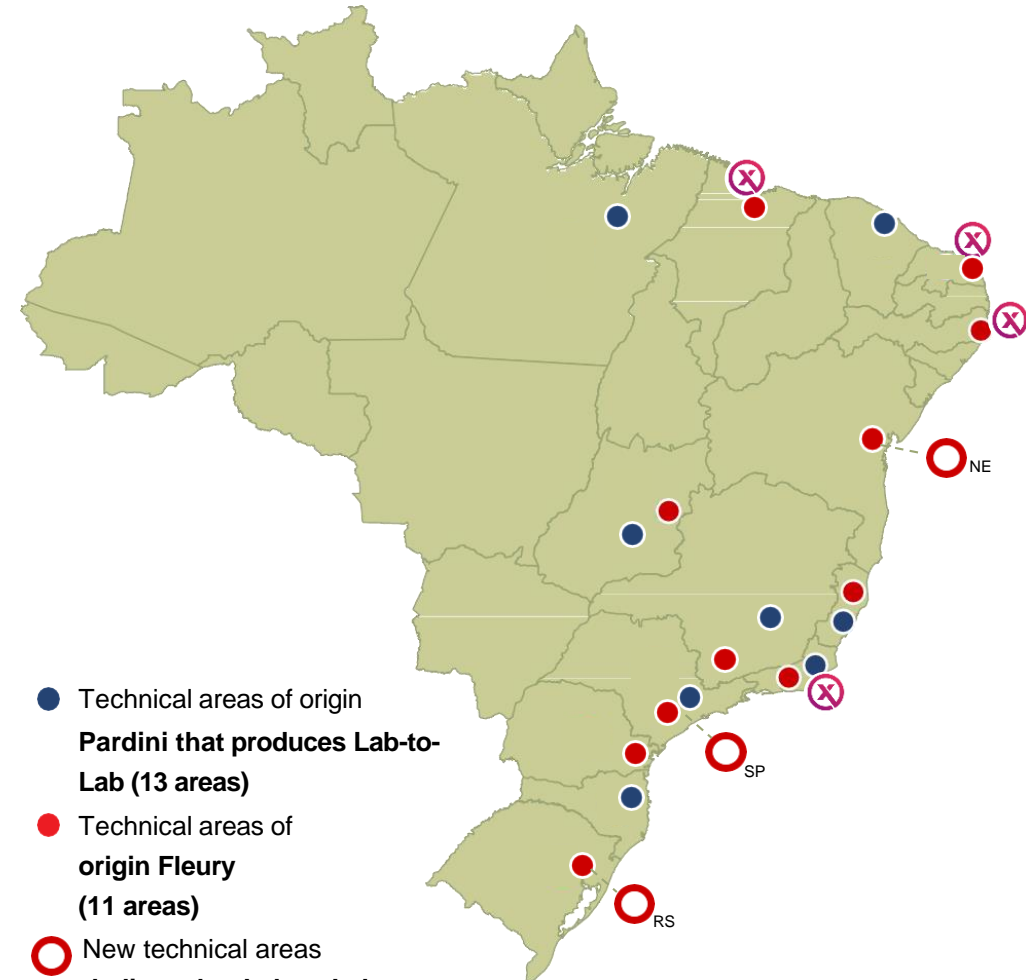 NE
SP
RS
Technical areas of origin
Pardini that produces Lab-to-
Lab (13 areas)
Technical areas of
origin Fleury
(11 areas)
New technical areas